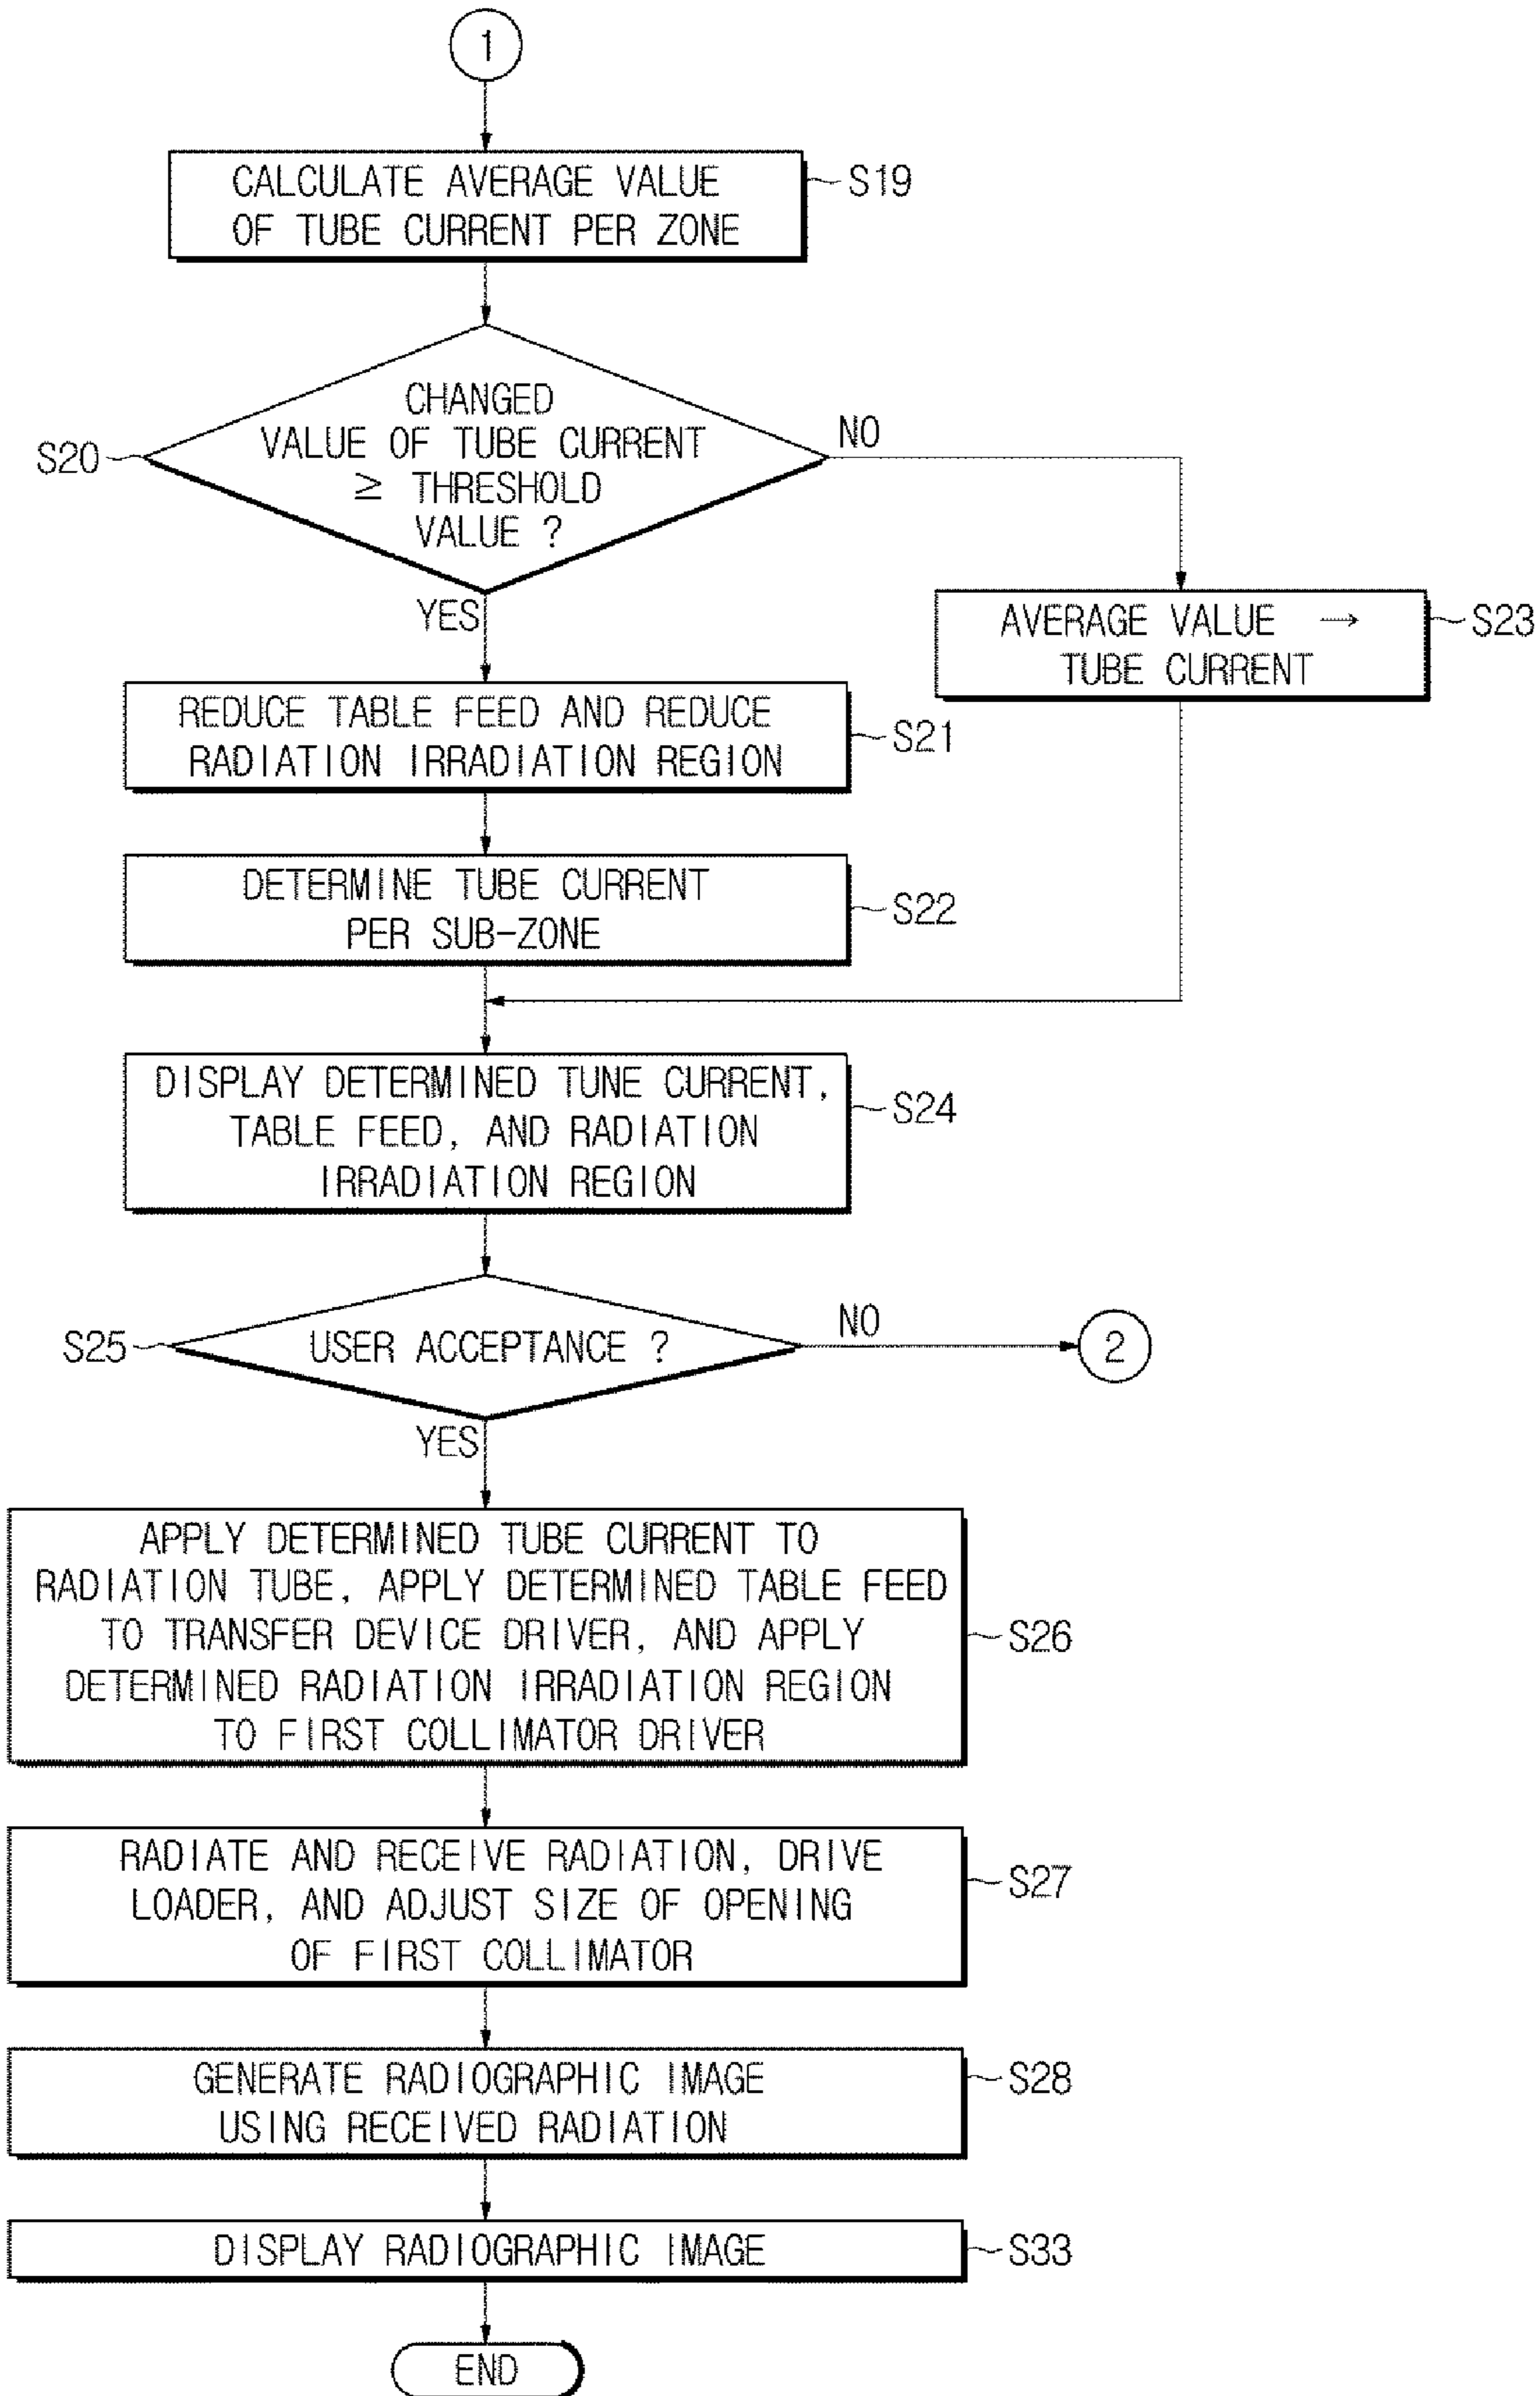 1
CALCULATE AVERAGE VALUE
OF TUBE CURRENT PER ZONE
S19
CHANGED
VALUE OF TUBE CURRENT
≥ THRESHOLD
VALUE ?
S20
NO
YES
AVERAGE VALUE →
TUBE CURRENT
S23
REDUCE TABLE FEED AND REDUCE
RADIATION IRRADIATION REGION
S21
DETERMINE TUBE CURRENT
PER SUB-ZONE
S22
DISPLAY DETERMINED TUNE CURRENT,
TABLE FEED, AND RADIATION
IRRADIATION REGION
S24
S25
USER ACCEPTANCE ?
NO
2
YES
APPLY DETERMINED TUBE CURRENT TO
RADIATION TUBE, APPLY DETERMINED TABLE FEED
TO TRANSFER DEVICE DRIVER, AND APPLY
DETERMINED RADIATION IRRADIATION REGION
TO FIRST COLLIMATOR DRIVER
S26
RADIATE AND RECEIVE RADIATION, DRIVE
LOADER, AND ADJUST SIZE OF OPENING
OF FIRST COLLIMATOR
S27
GENERATE RADIOGRAPHIC IMAGE
USING RECEIVED RADIATION
S28
DISPLAY RADIOGRAPHIC IMAGE
S33
END